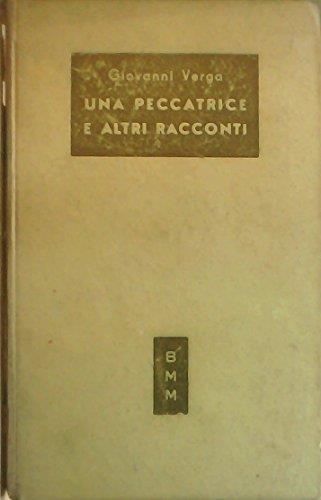 Giovanni Verga
UNA PECCATRICE
E ALTRI RACCONTI
B
M
M